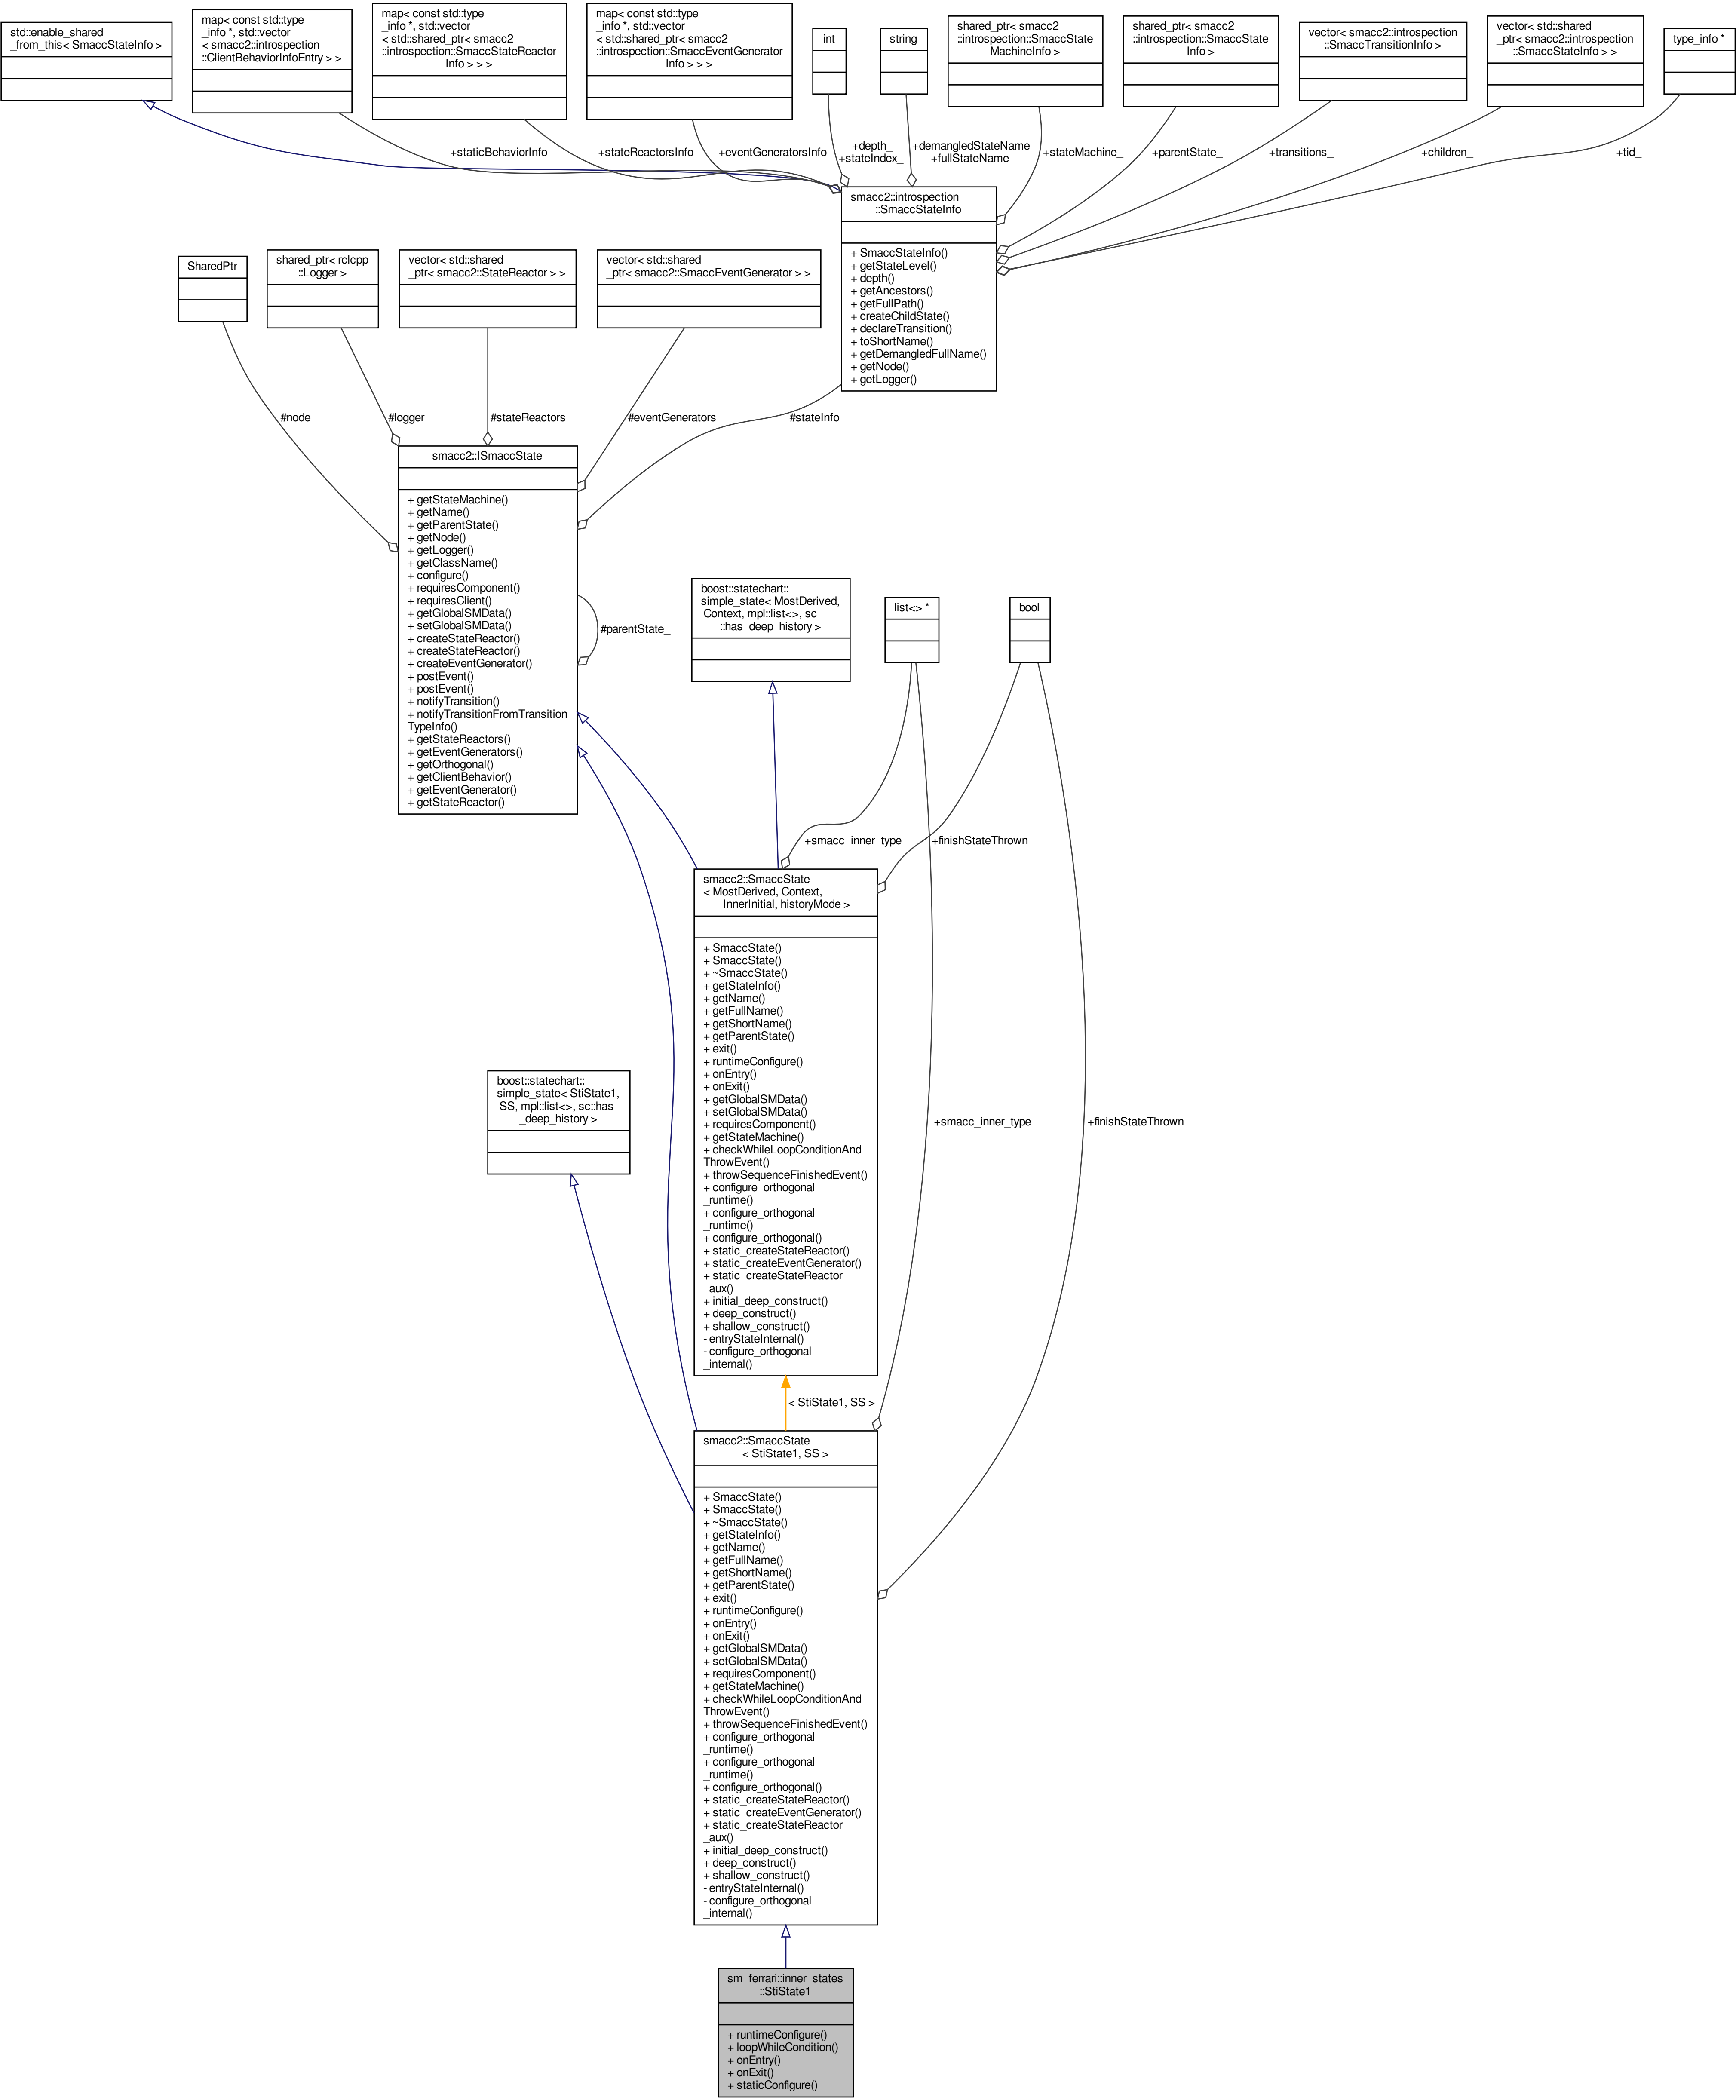 std::enable_shared
_from_this< SmaccStateInfo >
map< const std::type
_info *, std::vector
< smacc2::introspection
::ClientBehaviorInfoEntry > >
map< const std::type
_info *, std::vector
< std::shared_ptr< smacc2
::introspection::SmaccStateReactor
Info > > >
map< const std::type
_info *, std::vector
< std::shared_ptr< smacc2
::introspection::SmaccEventGenerator
Info > > >
int
string
shared_ptr< smacc2
::introspection::SmaccState
MachineInfo >
shared_ptr< smacc2
::introspection::SmaccState
Info >
vector< smacc2::introspection
::SmaccTransitionInfo >
vector< std::shared
_ptr< smacc2::introspection
::SmaccStateInfo > >
type_info *
+staticBehaviorInfo
+stateReactorsInfo
+eventGeneratorsInfo
+depth_
+stateIndex_
+demangledStateName
+fullStateName
+stateMachine_
+parentState_
+transitions_
+children_
+tid_
smacc2::introspection
::SmaccStateInfo
+ SmaccStateInfo()
+ getStateLevel()
+ depth()
+ getAncestors()
+ getFullPath()
+ createChildState()
+ declareTransition()
+ toShortName()
+ getDemangledFullName()
+ getNode()
+ getLogger()
SharedPtr
shared_ptr< rclcpp
::Logger >
vector< std::shared
_ptr< smacc2::StateReactor > >
vector< std::shared
_ptr< smacc2::SmaccEventGenerator > >
#node_
#logger_
#stateReactors_
#eventGenerators_
#stateInfo_
smacc2::ISmaccState
+ getStateMachine()
+ getName()
+ getParentState()
+ getNode()
+ getLogger()
+ getClassName()
+ configure()
+ requiresComponent()
+ requiresClient()
+ getGlobalSMData()
+ setGlobalSMData()
+ createStateReactor()
+ createStateReactor()
+ createEventGenerator()
+ postEvent()
+ postEvent()
+ notifyTransition()
+ notifyTransitionFromTransition
TypeInfo()
+ getStateReactors()
+ getEventGenerators()
+ getOrthogonal()
+ getClientBehavior()
+ getEventGenerator()
+ getStateReactor()
#parentState_
boost::statechart::
simple_state< MostDerived,
Context, mpl::list<>, sc
::has_deep_history >
list<> *
bool
+smacc_inner_type
+finishStateThrown
smacc2::SmaccState
< MostDerived, Context,
InnerInitial, historyMode >
+ SmaccState()
+ SmaccState()
+ ~SmaccState()
+ getStateInfo()
+ getName()
+ getFullName()
+ getShortName()
+ getParentState()
+ exit()
+ runtimeConfigure()
+ onEntry()
+ onExit()
+ getGlobalSMData()
+ setGlobalSMData()
+ requiresComponent()
+ getStateMachine()
+ checkWhileLoopConditionAnd
ThrowEvent()
+ throwSequenceFinishedEvent()
+ configure_orthogonal
_runtime()
+ configure_orthogonal
_runtime()
+ configure_orthogonal()
+ static_createStateReactor()
+ static_createEventGenerator()
+ static_createStateReactor
_aux()
+ initial_deep_construct()
+ deep_construct()
+ shallow_construct()
- entryStateInternal()
- configure_orthogonal
_internal()
boost::statechart::
simple_state< StiState1,
SS, mpl::list<>, sc::has
_deep_history >
+smacc_inner_type
+finishStateThrown
< StiState1, SS >
smacc2::SmaccState
< StiState1, SS >
+ SmaccState()
+ SmaccState()
+ ~SmaccState()
+ getStateInfo()
+ getName()
+ getFullName()
+ getShortName()
+ getParentState()
+ exit()
+ runtimeConfigure()
+ onEntry()
+ onExit()
+ getGlobalSMData()
+ setGlobalSMData()
+ requiresComponent()
+ getStateMachine()
+ checkWhileLoopConditionAnd
ThrowEvent()
+ throwSequenceFinishedEvent()
+ configure_orthogonal
_runtime()
+ configure_orthogonal
_runtime()
+ configure_orthogonal()
+ static_createStateReactor()
+ static_createEventGenerator()
+ static_createStateReactor
_aux()
+ initial_deep_construct()
+ deep_construct()
+ shallow_construct()
- entryStateInternal()
- configure_orthogonal
_internal()
sm_ferrari::inner_states
::StiState1
+ runtimeConfigure()
+ loopWhileCondition()
+ onEntry()
+ onExit()
+ staticConfigure()